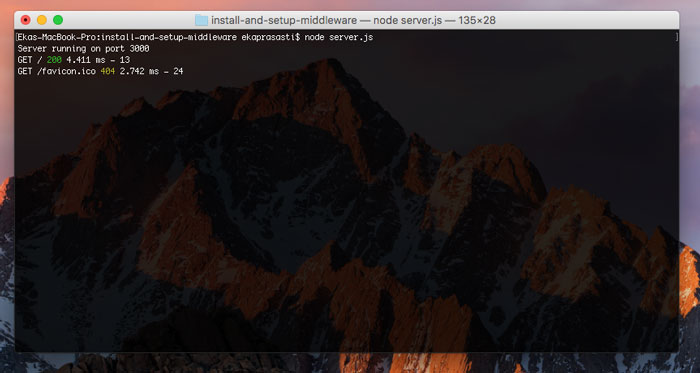 install-and-setup-middleware — node server.js — 135×28
[Ekas-MacBook-Pro:install-and-setup-middleware ekaprasasti$ node server.js ]
Server running on port 3000
GET / 200 4.411 ms - 13
GET /favicon.ico 404 2.742 ms - 24